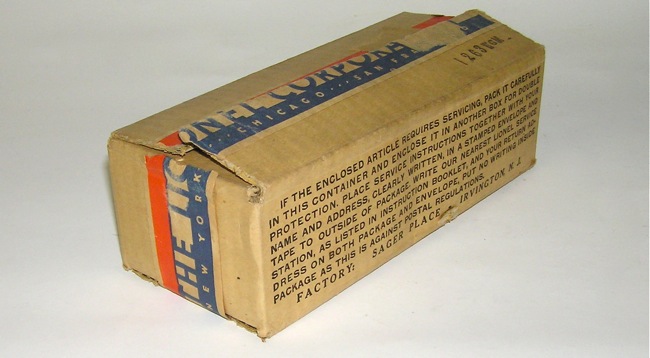 ONEL CORPOR
CHICAGO...SAN FR
THE LIO
NEW YORK
IF THE ENCLOSED ARTICLE REQUIRES SERVICING, PACK IT CAREFULLY
IN THIS CONTAINER AND ENCLOSE IT IN ANOTHER BOX FOR DOUBLE
PROTECTION. PLACE SERVICE INSTRUCTIONS TOGETHER WITH YOUR
NAME AND ADDRESS, CLEARLY WRITTEN, IN A STAMPED ENVELOPE AND
TAPE TO OUTSIDE OF PACKAGE. WRITE OUR NEAREST LIONEL SERVICE
STATION, AS LISTED IN INSTRUCTION BOOKLET, AND YOUR RETURN AD-
DRESS ON BOTH PACKAGE AND ENVELOPE, PUT NO WRITING INSIDE
PACKAGE AS THIS IS AGAINST POSTAL REGULATIONS.
FACTORY: SAGER PLACE, IRVINGTON, N. J.